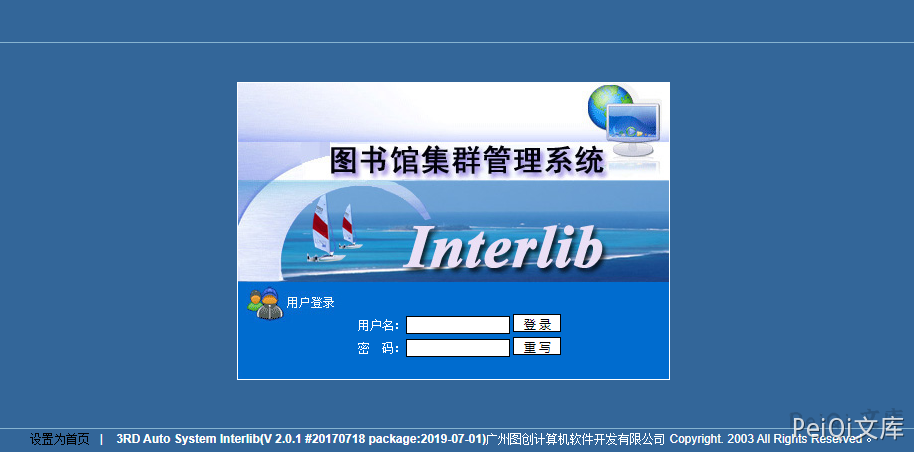 图书馆集群管理系统
Interlib
用户登录
用户名： 登 录
密 码： 重 写
设置为首页 | 3RD Auto System Interlib(V 2.0.1 #20170718 package:2019-07-01)广州图创计算机软件开发有限公司 Copyright. 2003 All Rights Reserved 。
PeiQi文库
PeiQi 文库